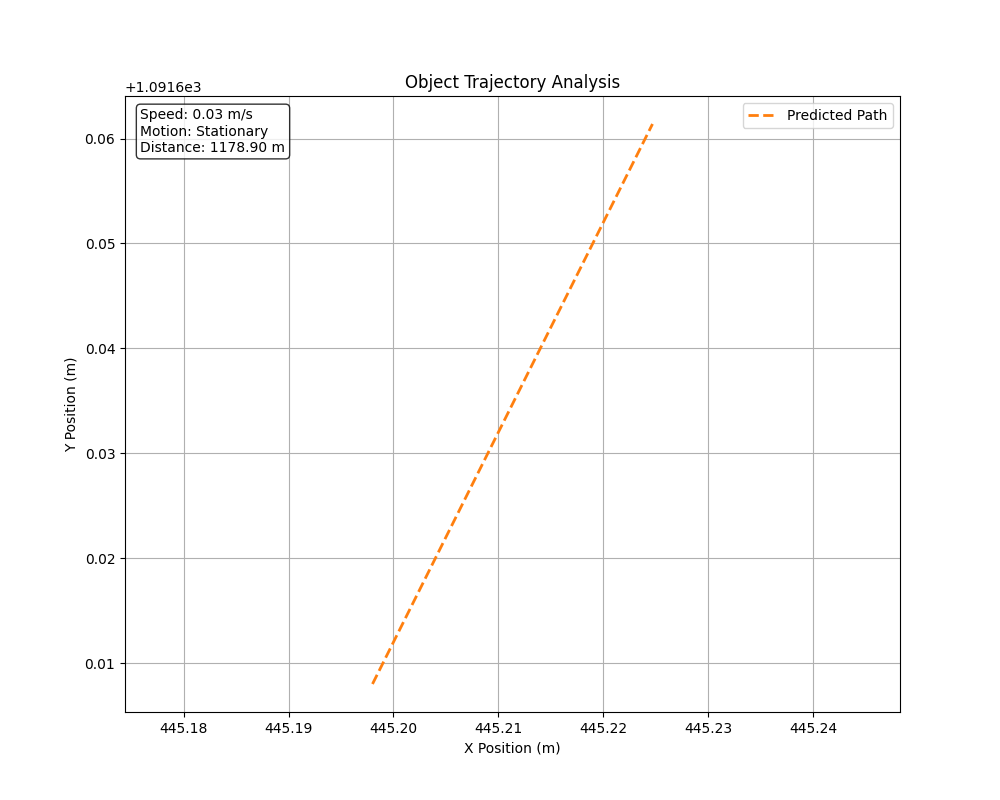 Object Trajectory Analysis
+1.0916e3
Speed: 0.03 m/s
Motion: Stationary
Distance: 1178.90 m
Predicted Path
0.06
0.05
0.04
0.03
0.02
0.01
Y Position (m)
445.18 445.19 445.20 445.21 445.22 445.23 445.24
X Position (m)